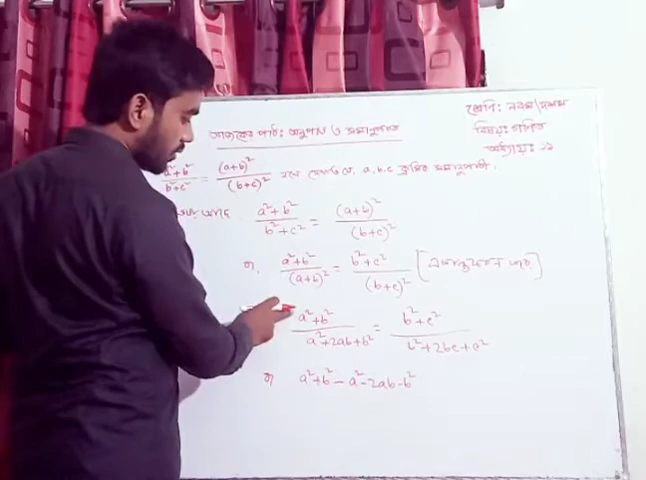 শ্রেণি: নবম/দশম
আজকের পাঠ: অনুপাত ও সমানুপাত
বিষয়: গণিত
অধ্যায়: ১১
a²+b² / b²+c² = (a+b)² / (b+c)² হলে দেখাও যে, a,b,c ক্রমিক সমানুপাতী.
আছে a²+b² / b²+c² = (a+b)² / (b+c)²
বা, a²+b² / (a+b)² = b²+c² / (b+c)² [একান্তরকরণ করে]
a²+b² / a²+2ab+b² = b²+c² / b²+2bc+c²
বা a²+b²-a²-2ab-b²